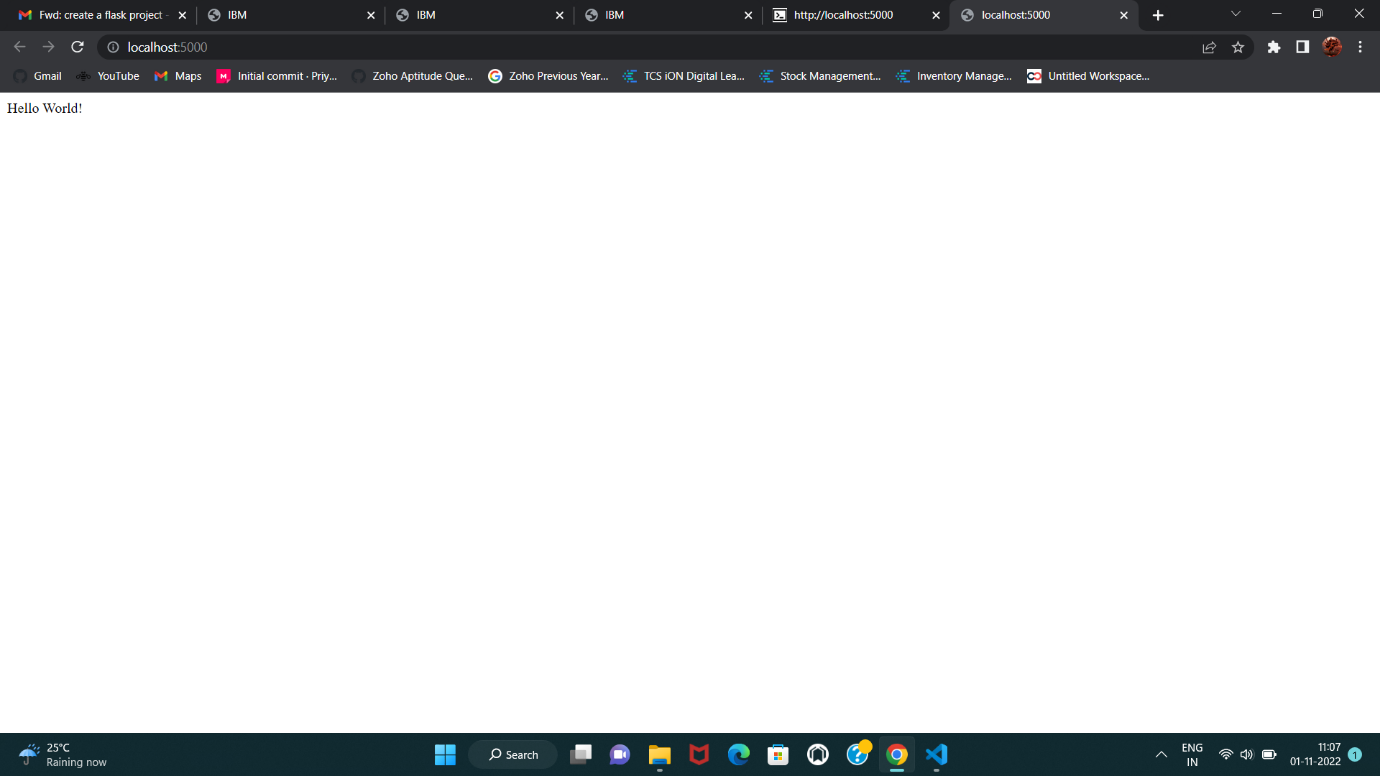 Fwd: create a flask project -
IBM
IBM
IBM
http://localhost:5000
localhost:5000
localhost:5000
Gmail
YouTube
Maps
Initial commit · Priy...
Zoho Aptitude Que...
Zoho Previous Year...
TCS iON Digital Lea...
Stock Management...
Inventory Manage...
Untitled Workspace...
Hello World!
25°C
Raining now
Search
ENG
IN
11:07
01-11-2022
1